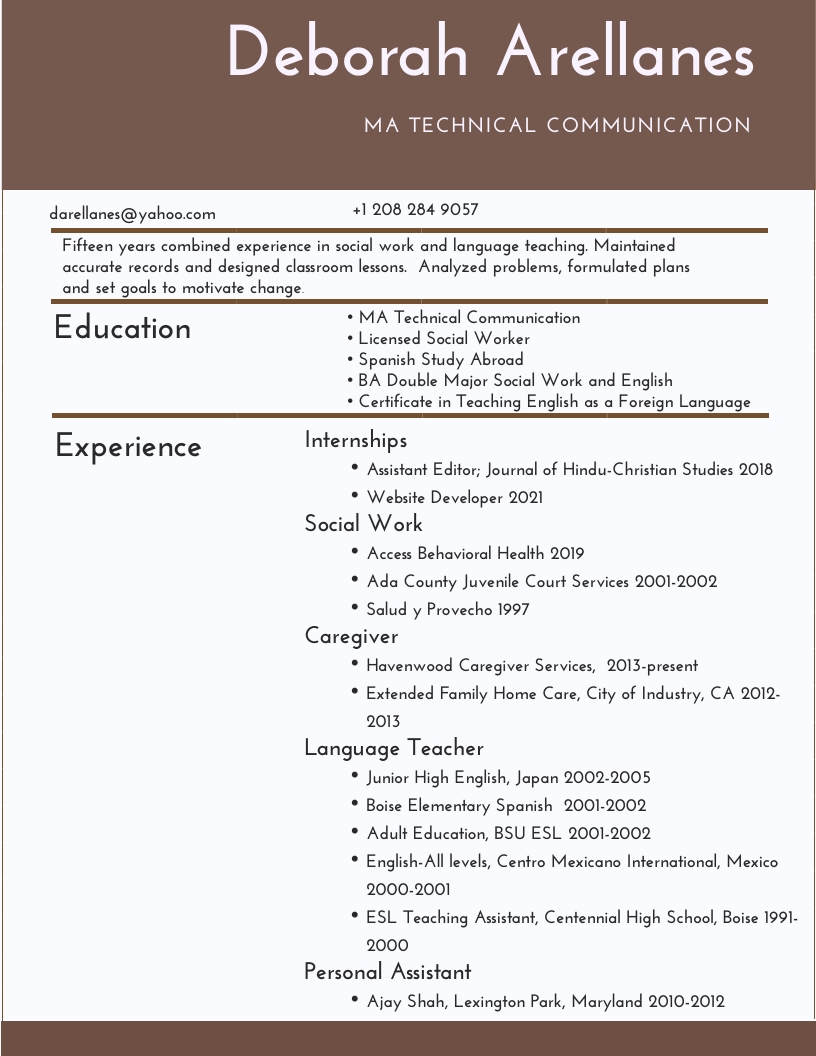 Deborah Arellanes
MA TECHNICAL COMMUNICATION
darellanes@yahoo.com
+1 208 284 9057
Fifteen years combined experience in social work and language teaching. Maintained
accurate records and designed classroom lessons.  Analyzed problems, formulated plans
and set goals to motivate change.
Education
• MA Technical Communication
• Licensed Social Worker
• Spanish Study Abroad
• BA Double Major Social Work and English
• Certificate in Teaching English as a Foreign Language
Experience
Internships
• Assistant Editor; Journal of Hindu-Christian Studies 2018
• Website Developer 2021
Social Work
• Access Behavioral Health 2019
• Ada County Juvenile Court Services 2001-2002
• Salud y Provecho 1997
Caregiver
• Havenwood Caregiver Services,  2013-present
• Extended Family Home Care, City of Industry, CA 2012-
2013
Language Teacher
• Junior High English, Japan 2002-2005
• Boise Elementary Spanish  2001-2002
• Adult Education, BSU ESL 2001-2002
• English-All levels, Centro Mexicano International, Mexico
2000-2001
• ESL Teaching Assistant, Centennial High School, Boise 1991-
2000
Personal Assistant
• Ajay Shah, Lexington Park, Maryland 2010-2012